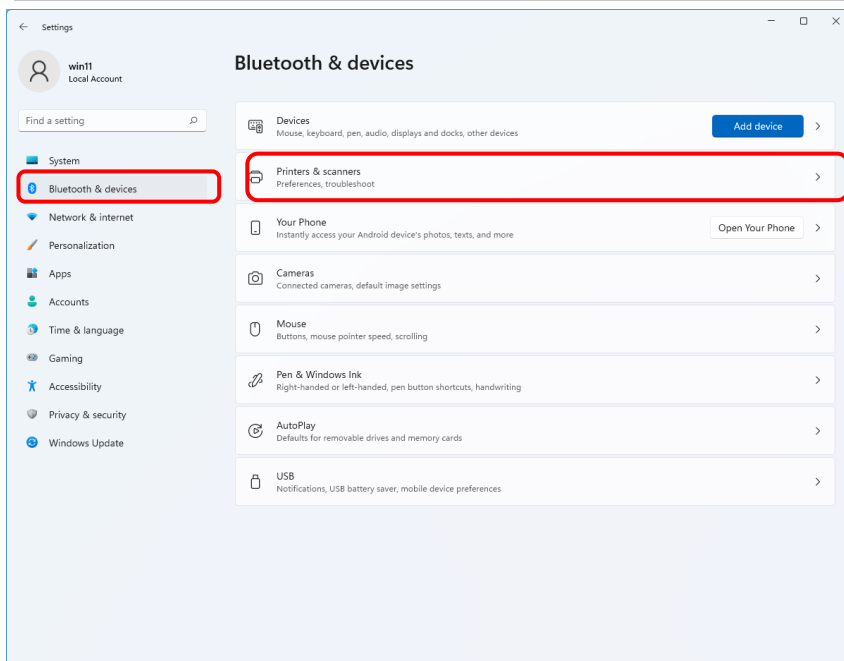 Settings
win11
Local Account
Find a setting
System
Bluetooth & devices
Network & internet
Personalization
Apps
Accounts
Time & language
Gaming
Accessibility
Privacy & security
Windows Update
Bluetooth & devices
Devices
Mouse, keyboard, pen, audio, displays and docks, other devices
Add device
Printers & scanners
Preferences, troubleshoot
Your Phone
Instantly access your Android device's photos, texts, and more
Open Your Phone
Cameras
Connected cameras, default image settings
Mouse
Buttons, mouse pointer speed, scrolling
Pen & Windows Ink
Right-handed or left-handed, pen button shortcuts, handwriting
AutoPlay
Defaults for removable drives and memory cards
USB
Notifications, USB battery saver, mobile device preferences